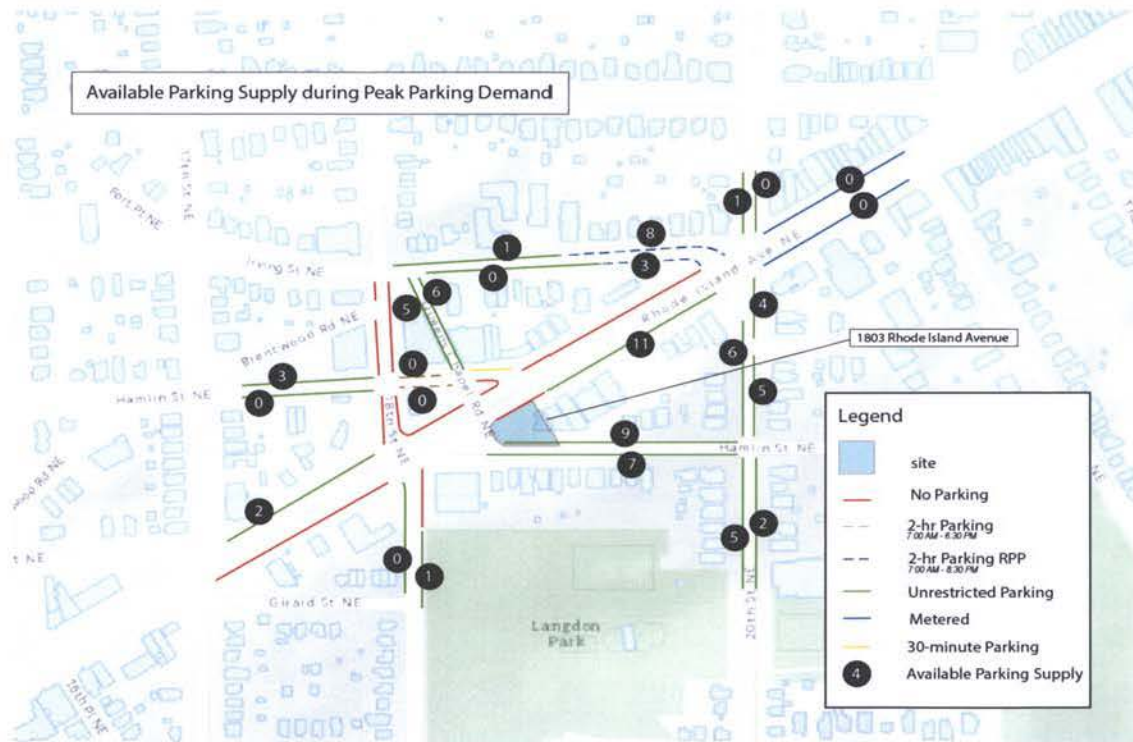 Available Parking Supply during Peak Parking Demand
17th St NE
0
1
0
0
8
1
Irving St NE
3
0
6
5
Rhode Island Ave NE
4
11
1803 Rhode Island Avenue
Brentwood Rd NE
0
6
3
5
Hamlin St NE
0
0
18th St NE
9
Hamlin St NE
7
2
2
5
0
1
Girard St NE
Langdon
Park
20th St NE
Legend
site
No Parking
2-hr Parking
7:00 AM - 6:30 PM
2-hr Parking RPP
7:00 AM - 8:30 PM
Unrestricted Parking
Metered
30-minute Parking
4
Available Parking Supply